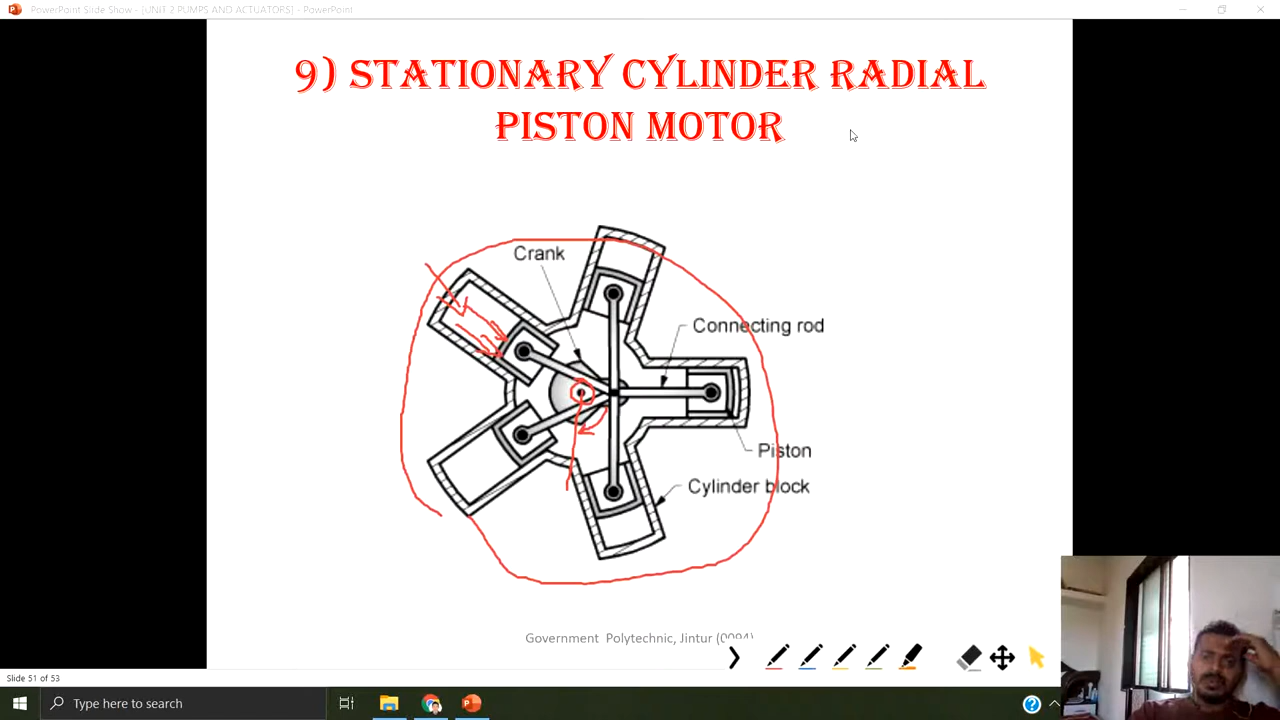 PowerPoint Slide Show - [UNIT 2 PUMPS AND ACTUATORS] - PowerPoint
9) STATIONARY CYLINDER RADIAL
PISTON MOTOR
Crank
Connecting rod
Piston
Cylinder block
Government Polytechnic, Jintur (0094)
Slide 51 of 53
Type here to search